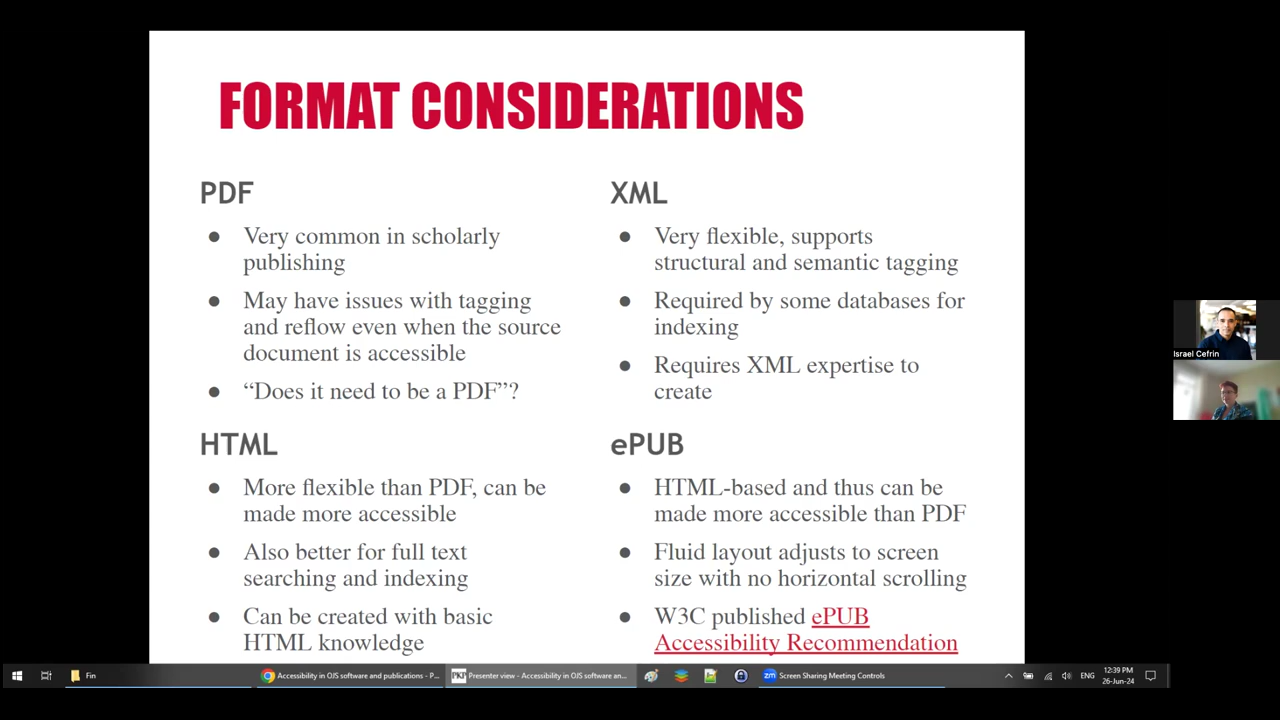 FORMAT CONSIDERATIONS
PDF
● Very common in scholarly
publishing
● May have issues with tagging
and reflow even when the source
document is accessible
● “Does it need to be a PDF”?
XML
● Very flexible, supports
structural and semantic tagging
● Required by some databases for
indexing
● Requires XML expertise to
create
HTML
● More flexible than PDF, can be
made more accessible
● Also better for full text
searching and indexing
● Can be created with basic
HTML knowledge
ePUB
● HTML-based and thus can be
made more accessible than PDF
● Fluid layout adjusts to screen
size with no horizontal scrolling
● W3C published ePUB
Accessibility Recommendation
Israel Cefrin
Fin
Accessibility in OJS software and publications - P...
PKP Presenter view - Accessibility in OJS software an...
zm Screen Sharing Meeting Controls
ENG
12:39 PM
26-Jun-24